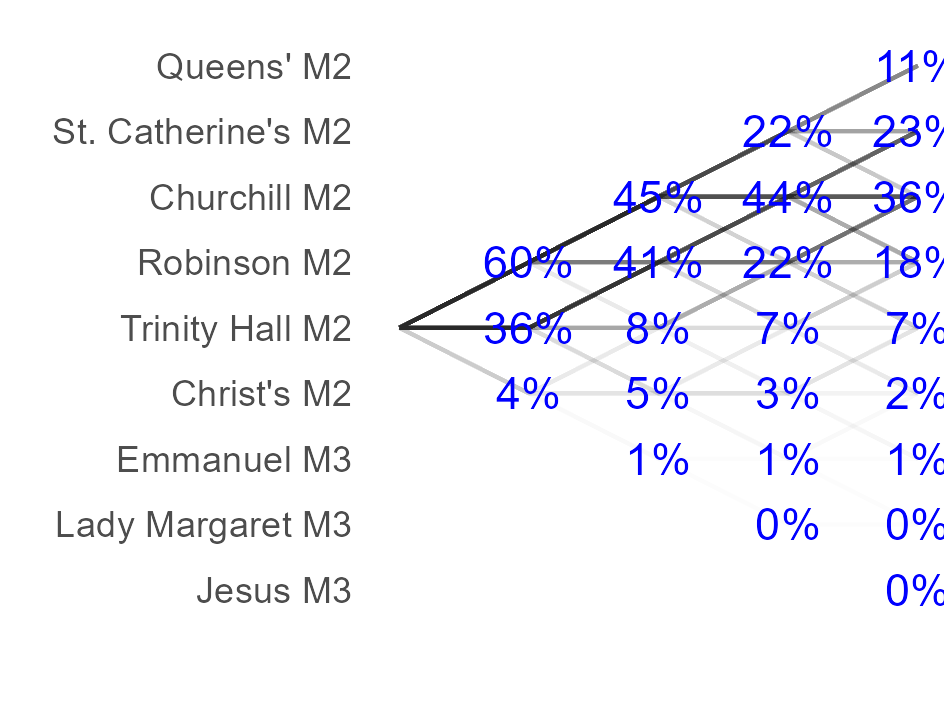 Queens' M2 11%
St. Catherine's M2 22% 23%
Churchill M2 45% 44% 36%
Robinson M2 60% 41% 22% 18%
Trinity Hall M2 36% 8% 7% 7%
Christ's M2 4% 5% 3% 2%
Emmanuel M3 1% 1% 1%
Lady Margaret M3 0% 0%
Jesus M3 0%